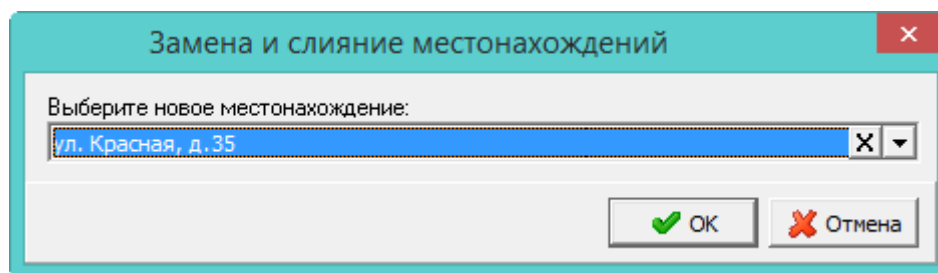 Замена и слияние местонахождений
Выберите новое местонахождение:
ул. Красная, д.35
OK
Отмена